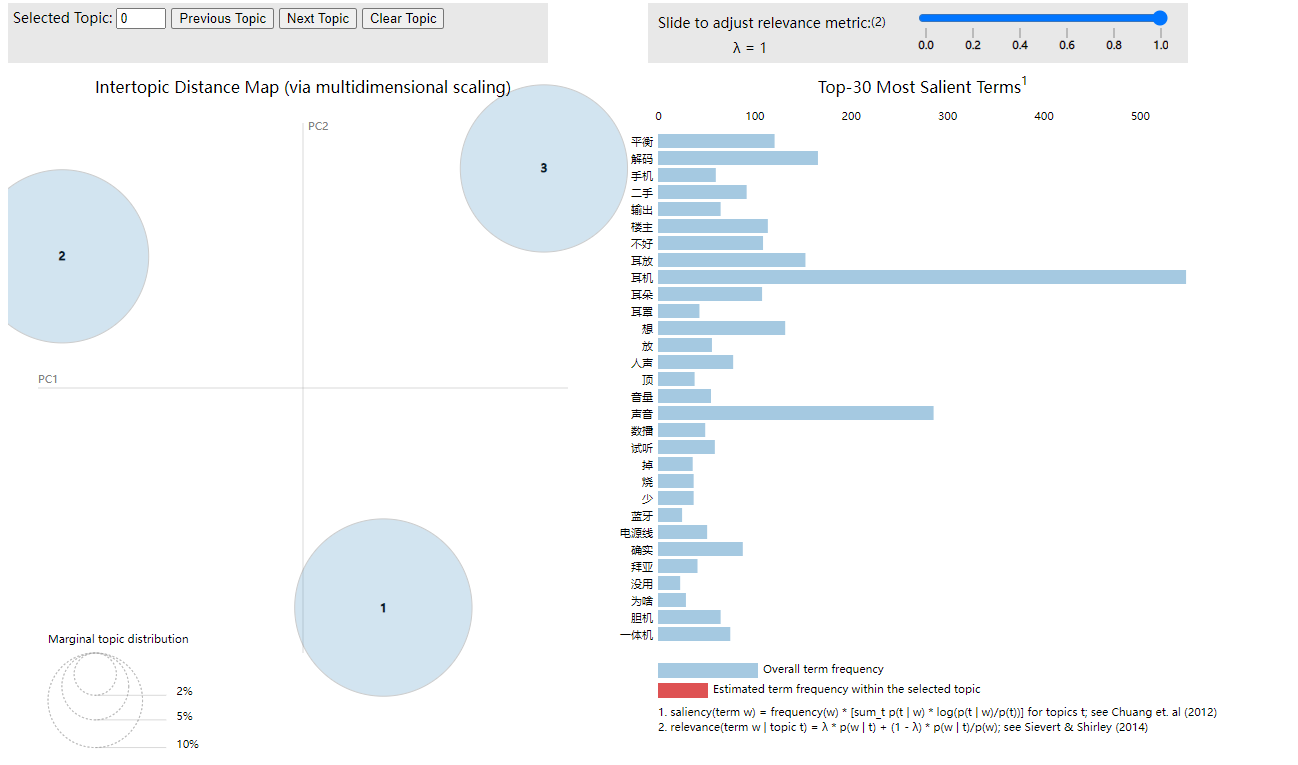 Selected Topic: 0 Previous Topic Next Topic Clear Topic
Slide to adjust relevance metric:(2)
λ = 1
0.0 0.2 0.4 0.6 0.8 1.0
Intertopic Distance Map (via multidimensional scaling)
PC2
PC1
2
3
1
Marginal topic distribution
2%
5%
10%
Top-30 Most Salient Terms1
0 100 200 300 400 500
平衡
解码
手机
二手
输出
楼主
不好
耳放
耳机
耳朵
耳罩
想
放
人声
顶
音量
声音
数播
试听
掉
烧
少
蓝牙
电源线
确实
拜亚
没用
为啥
胆机
一体机
Overall term frequency
Estimated term frequency within the selected topic
1. saliency(term w) = frequency(w) * [sum_t p(t | w) * log(p(t | w)/p(t))] for topics t; see Chuang et. al (2012)
2. relevance(term w | topic t) = λ * p(w | t) + (1 - λ) * p(w | t)/p(w); see Sievert & Shirley (2014)